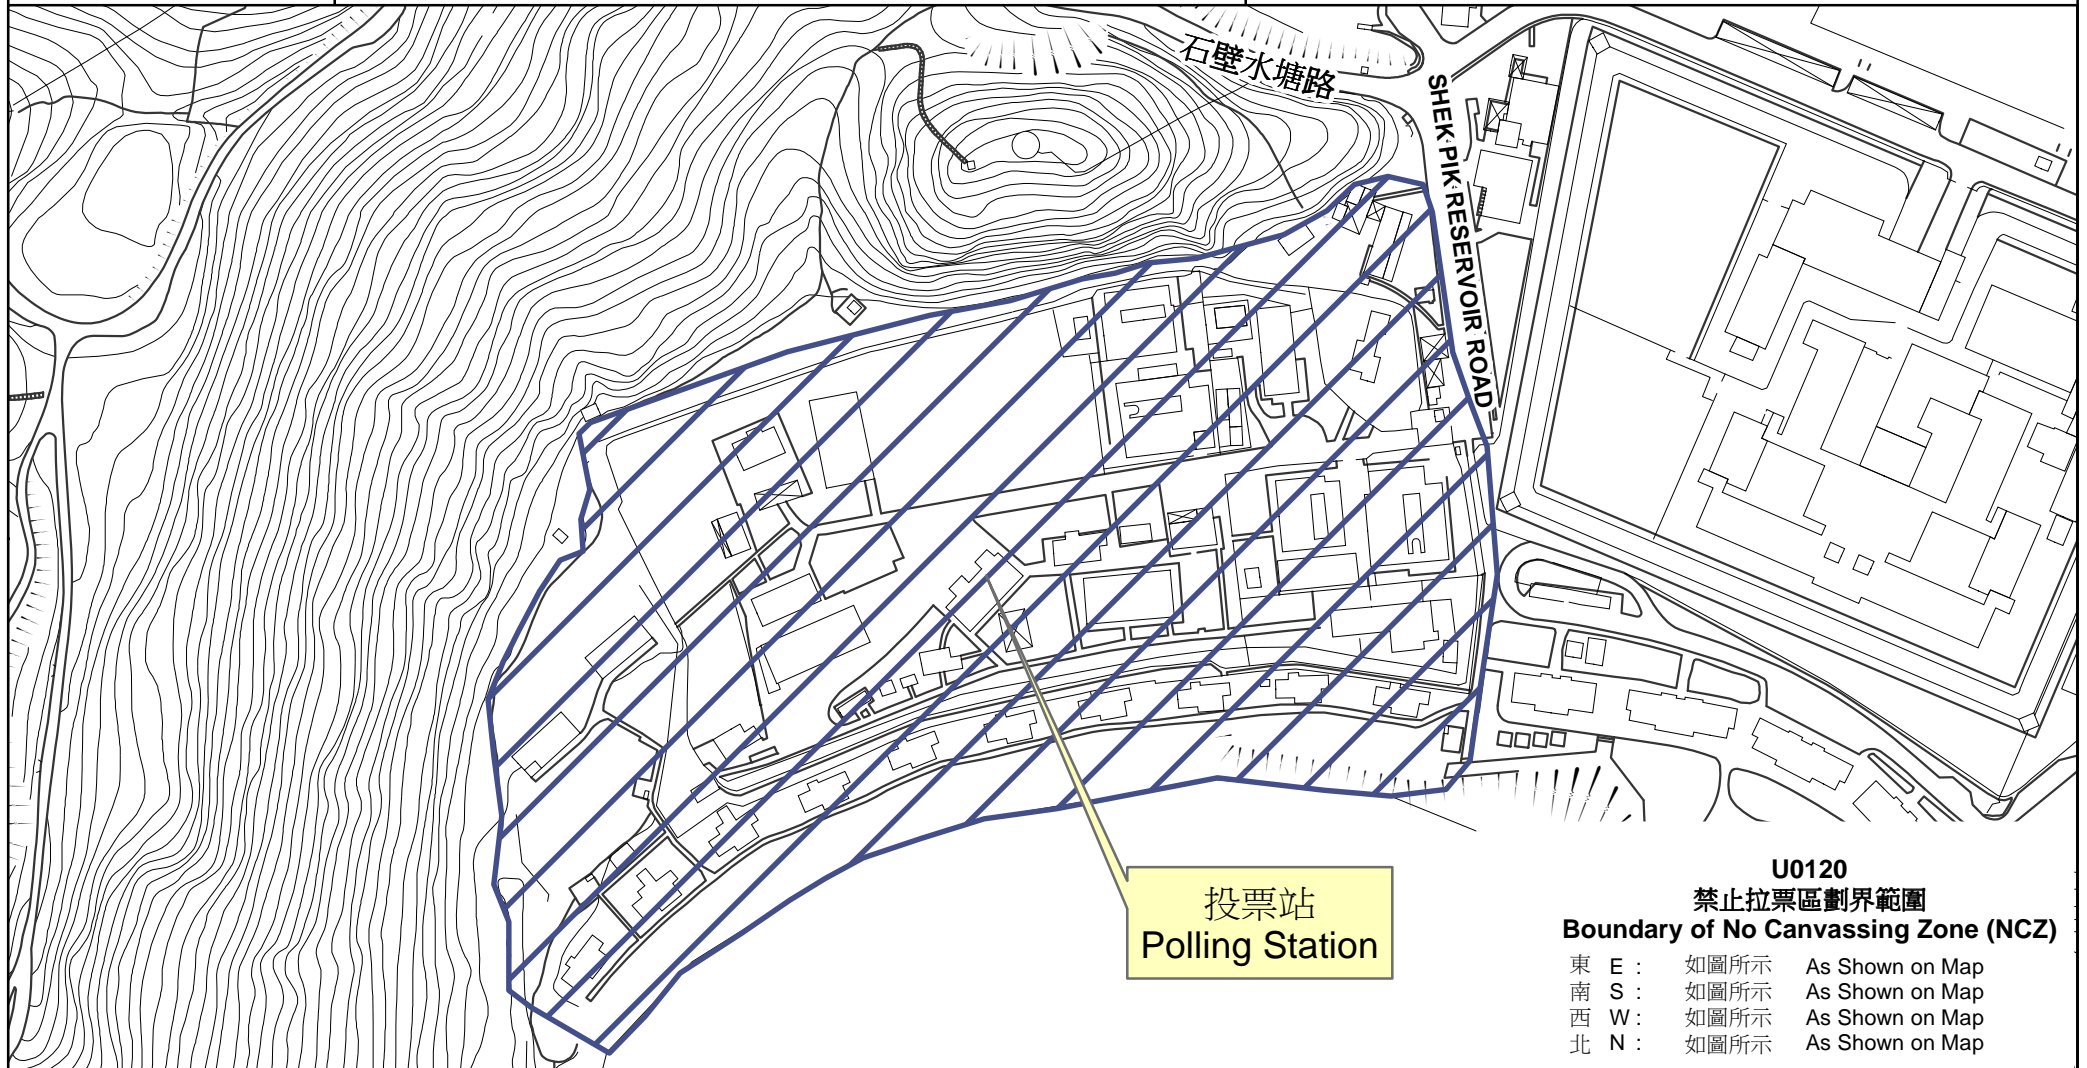 石壁水塘路
SHEK PIK RESERVOIR ROAD
投票站
Polling Station
U0120
禁止拉票區劃界範圍
Boundary of No Canvassing Zone (NCZ)
東 E : 如圖所示 As Shown on Map
南 S : 如圖所示 As Shown on Map
西 W : 如圖所示 As Shown on Map
北 N : 如圖所示 As Shown on Map